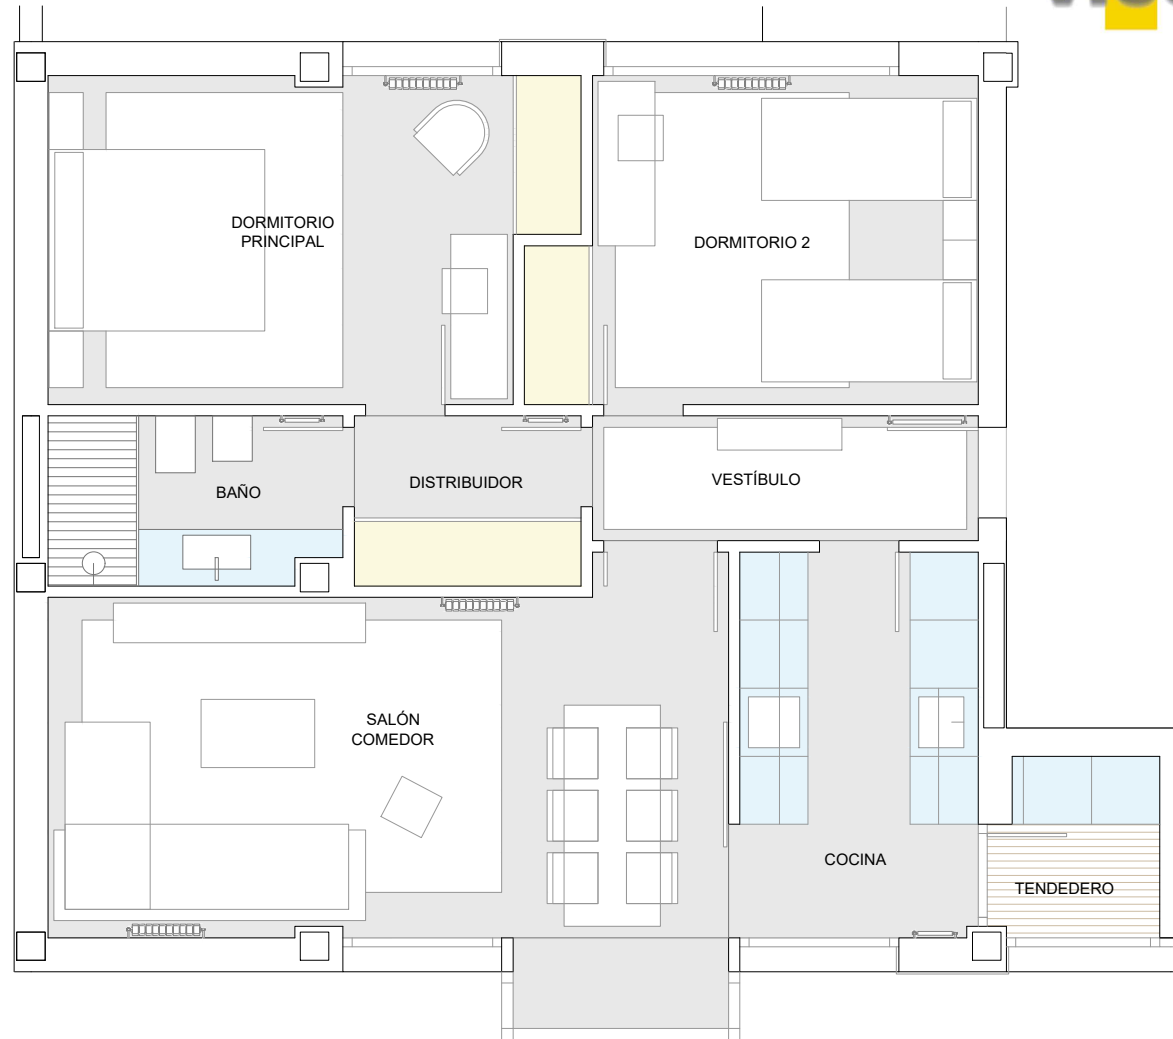 DORMITORIO
PRINCIPAL
DORMITORIO 2
BAÑO
DISTRIBUIDOR
VESTÍBULO
SALÓN
COMEDOR
COCINA
TENDEDERO